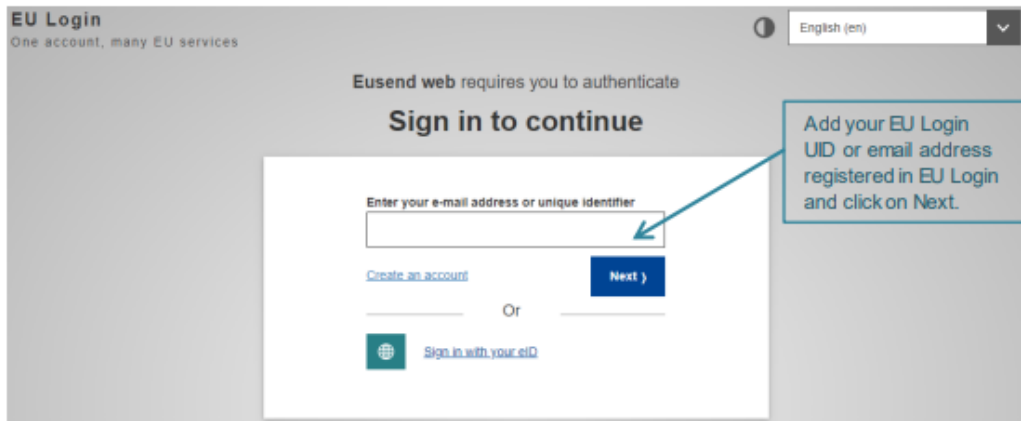 EU Login
One account, many EU services
English (en)
Eusend web requires you to authenticate
Sign in to continue
Add your EU Login
UID or email address
registered in EU Login
and click on Next.
Enter your e-mail address or unique identifier
Create an account
Next ❯
Or
Sign in with your eID